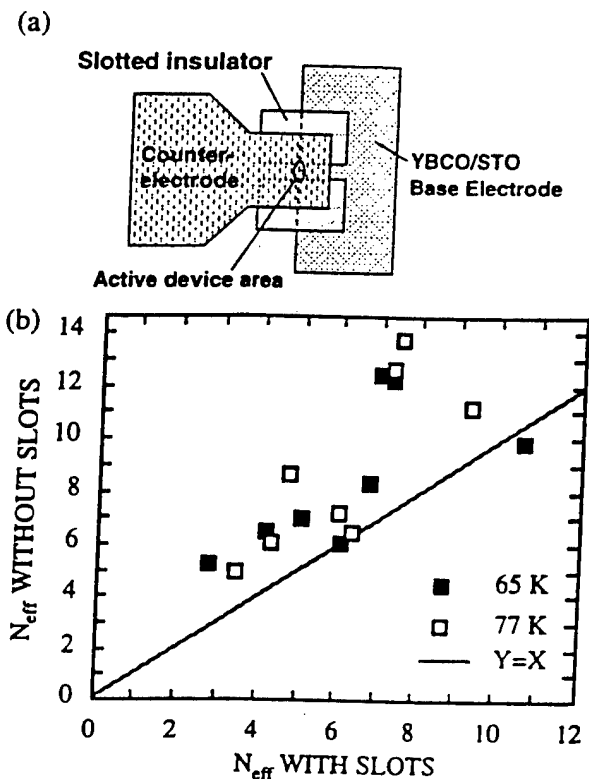 (a)
Slotted insulator
Counter-
electrode
YBCO/STO
Base Electrode
Active device area
(b)
14
12
10
8
6
4
2
0
N_eff WITHOUT SLOTS
65 K
77 K
Y=X
0 2 4 6 8 10 12
N_eff WITH SLOTS